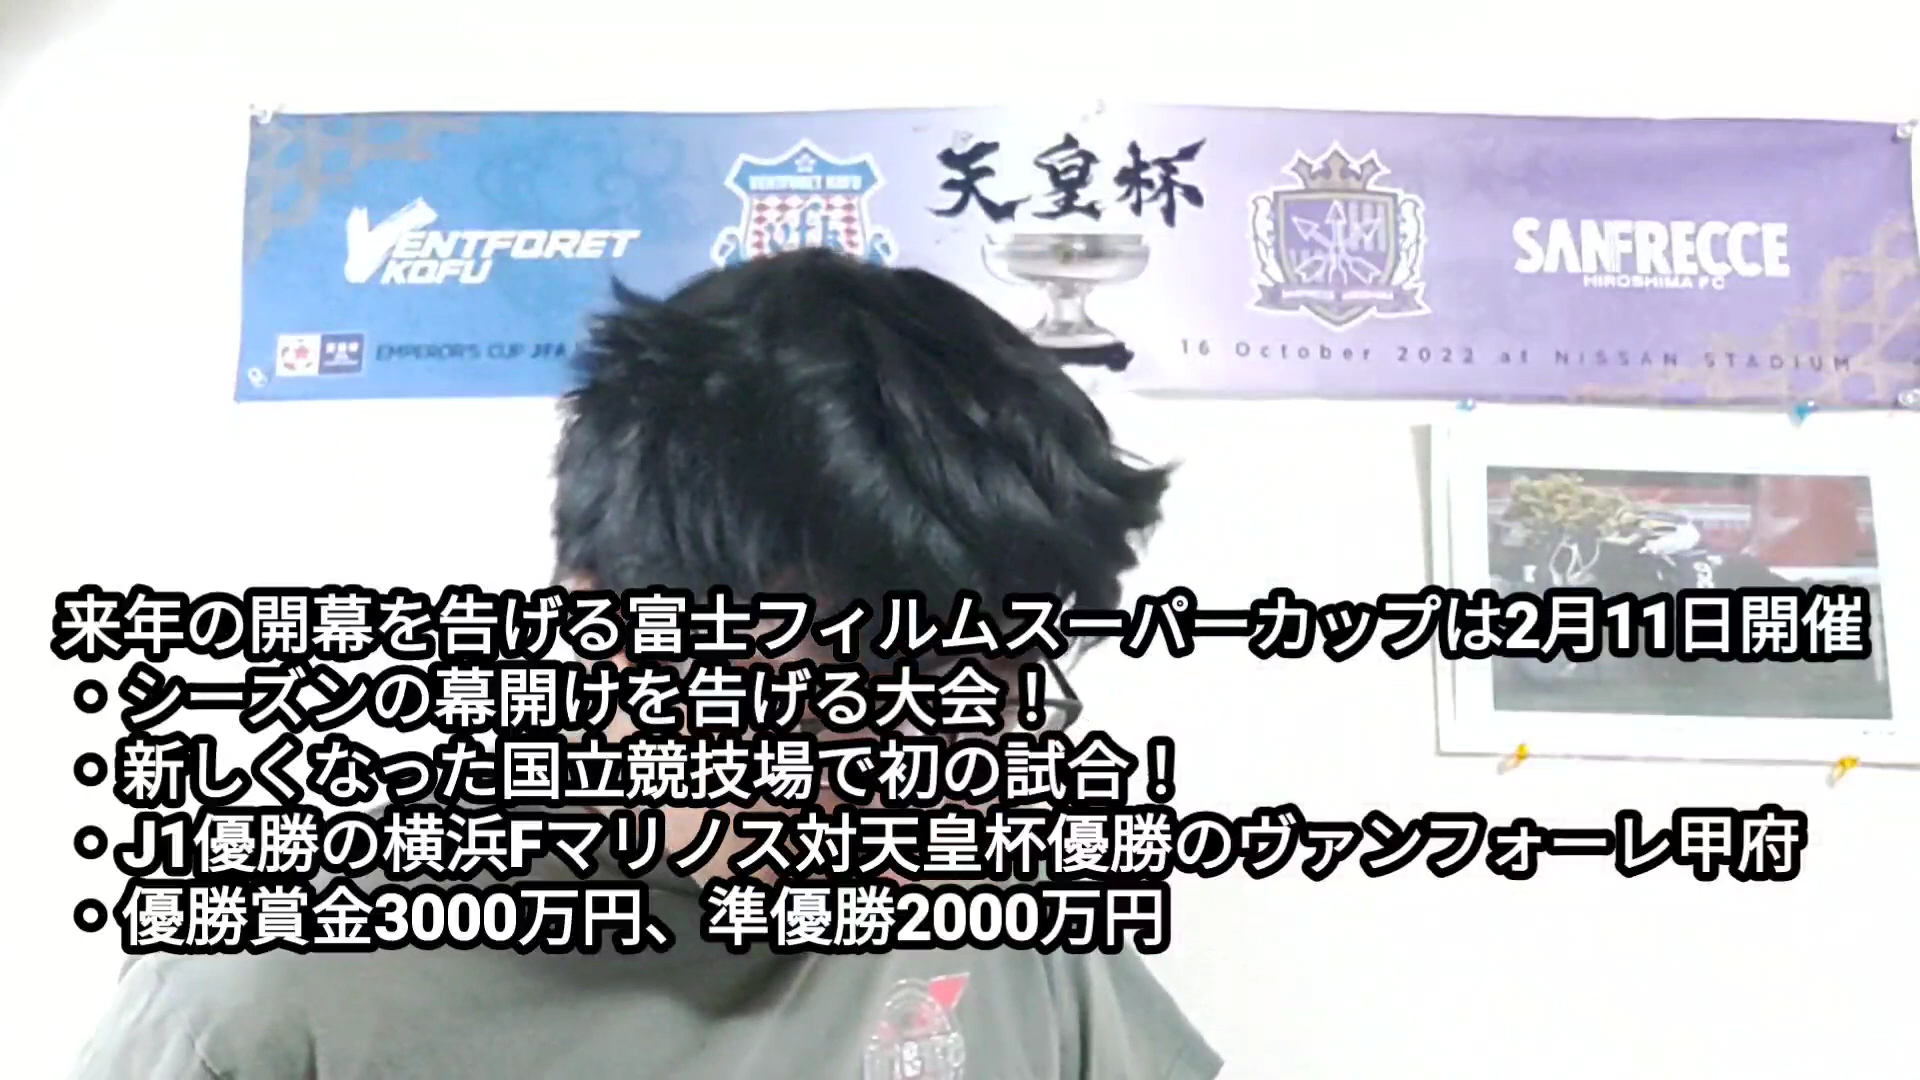 VENTFORET KOFU
VENTFORET KOFU
天皇杯
SANFRECCE
HIROSHIMA FC
EMPEROR'S CUP JFA
16 October 2022 at NISSAN STADIUM
来年の開幕を告げる富士フィルムスーパーカップは2月11日開催
・シーズンの幕開けを告げる大会！
・新しくなった国立競技場で初の試合！
・J1優勝の横浜Fマリノス対天皇杯優勝のヴァンフォーレ甲府
・優勝賞金3000万円、準優勝2000万円